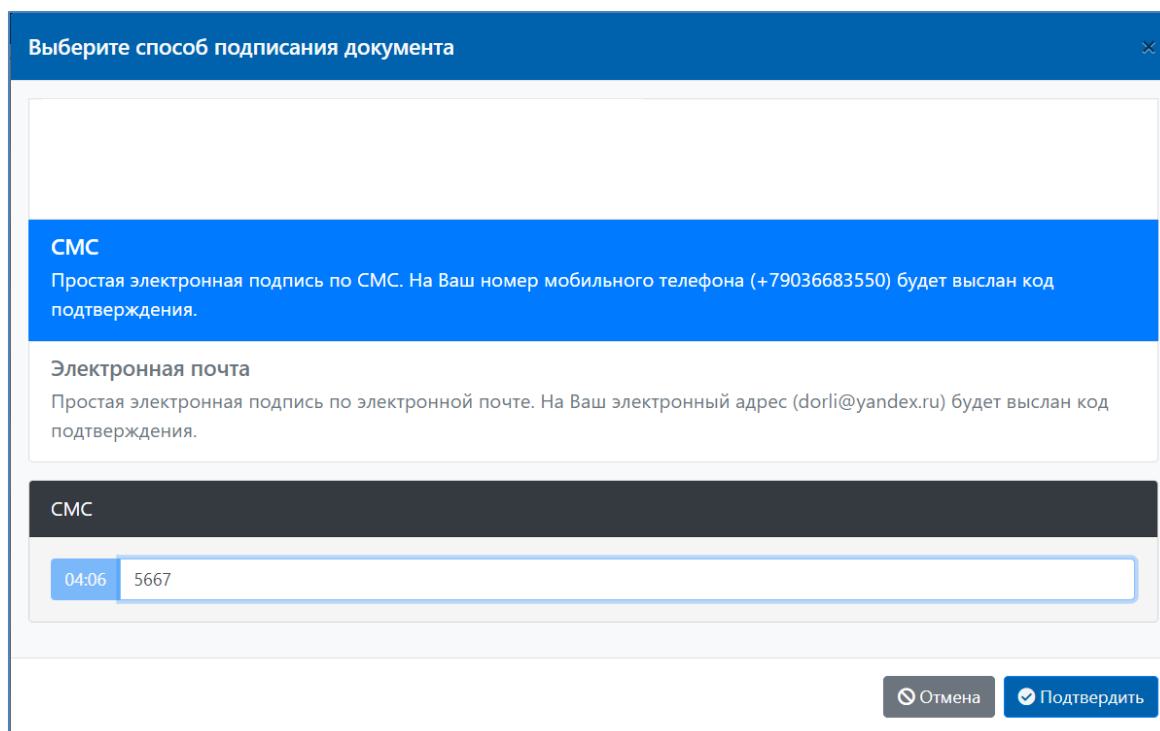 Выберите способ подписания документа
×
СМС
Простая электронная подпись по СМС. На Ваш номер мобильного телефона (+79036683550) будет выслан код
подтверждения.
Электронная почта
Простая электронная подпись по электронной почте. На Ваш электронный адрес (dorli@yandex.ru) будет выслан код
подтверждения.
СМС
04:06 5667
Отмена Подтвердить